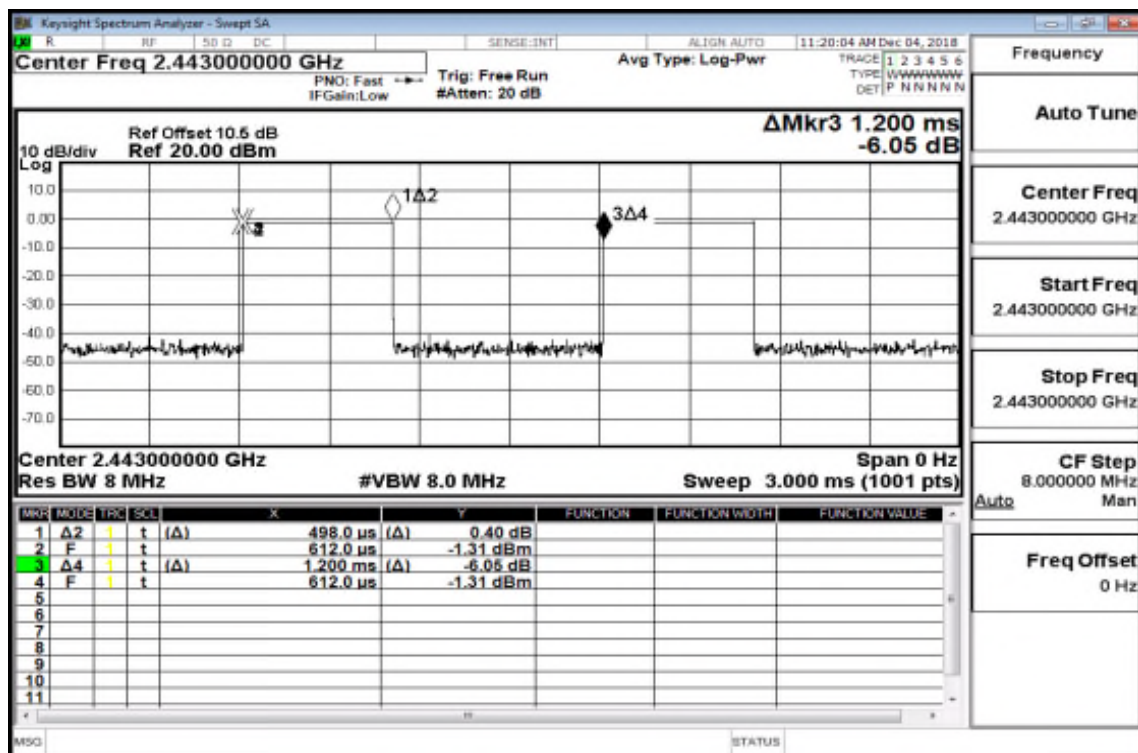 Keysight Spectrum Analyzer - Swept SA
LXI R RF 50 Ω DC SENSE:INT ALIGN AUTO 11:20:04 AM Dec 04, 2018
Center Freq 2.443000000 GHz
PNO: Fast
IFGain:Low
Trig: Free Run
#Atten: 20 dB
Avg Type: Log-Pwr
TRACE 1 2 3 4 5 6
TYPE WWWWWW
DET P N N N N N
Ref Offset 10.5 dB
10 dB/div Ref 20.00 dBm
Log
ΔMkr3 1.200 ms
-6.05 dB
10.0
0.00
-10.0
-20.0
-30.0
-40.0
-50.0
-60.0
-70.0
1Δ2
3Δ4
Center 2.443000000 GHz Span 0 Hz
Res BW 8 MHz #VBW 8.0 MHz Sweep 3.000 ms (1001 pts)
MKR MODE TRC SCL X Y FUNCTION FUNCTION WIDTH FUNCTION VALUE
1 Δ2 1 t (Δ) 498.0 µs (Δ) 0.40 dB
2 F 1 t 612.0 µs -1.31 dBm
3 Δ4 1 t (Δ) 1.200 ms (Δ) -6.05 dB
4 F 1 t 612.0 µs -1.31 dBm
5
6
7
8
9
10
11
MSG STATUS
Frequency
Auto Tune
Center Freq
2.443000000 GHz
Start Freq
2.443000000 GHz
Stop Freq
2.443000000 GHz
CF Step
8.000000 MHz
Auto Man
Freq Offset
0 Hz